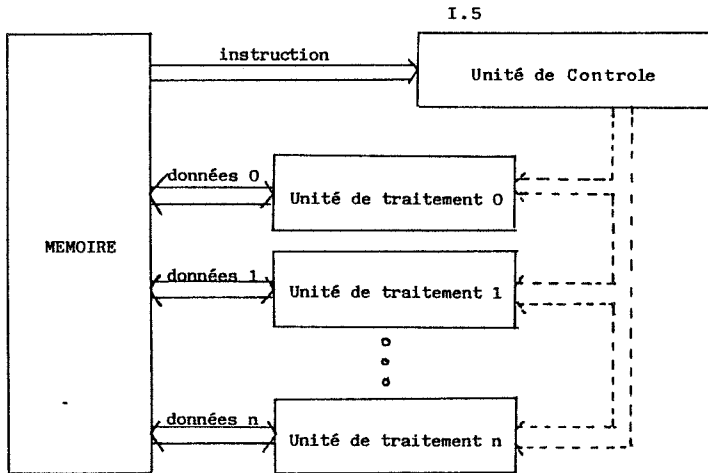 I.5
instruction
Unité de Controle
données 0
Unité de traitement 0
MEMOIRE
données 1
Unité de traitement 1
données n
Unité de traitement n